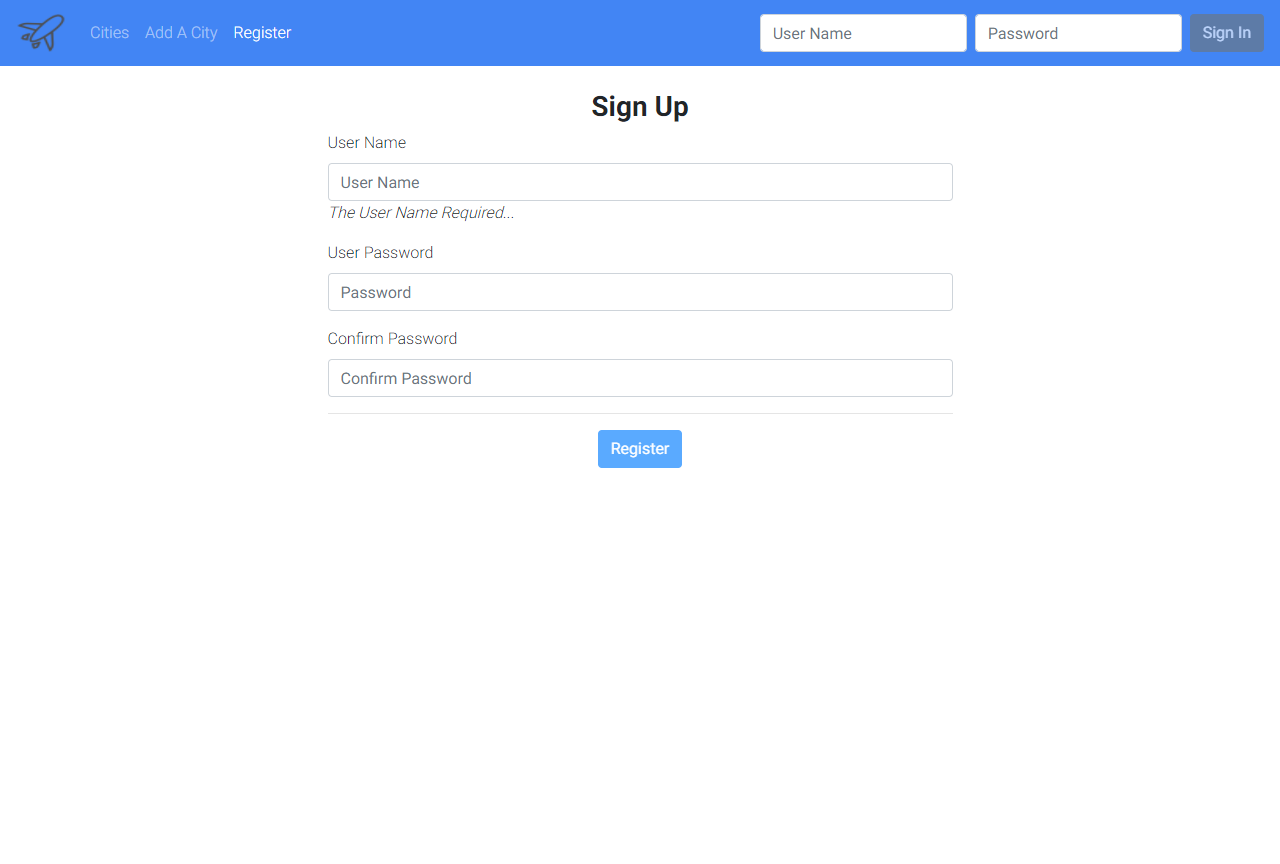 Cities Add A City Register User Name Password Sign In
Sign Up
User Name
User Name
The User Name Required...
User Password
Password
Confirm Password
Confirm Password
Register